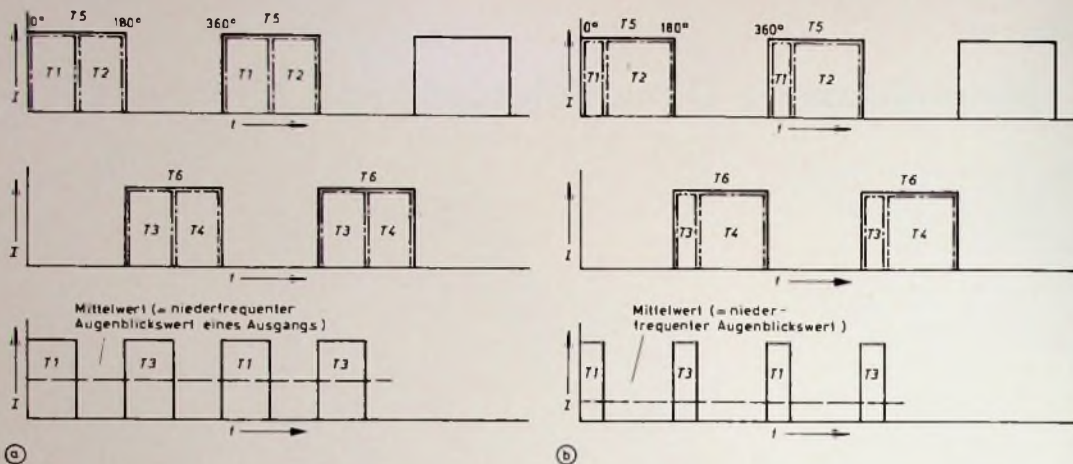 0° T5 180° 360° T5
T1 T2 T1 T2
I
t
T6 T6
T3 T4 T3 T4
I
t
Mittelwert (= niederfrequenter
Augenblickswert eines Ausgangs)
T1 T3 T1 T3
I
t
a
0° T5 180° 360° T5
T1 T2 T1 T2
I
t
T6 T6
T3 T4 T3 T4
I
t
Mittelwert (= nieder-
frequenter Augenblickswert)
T1 T3 T1 T3
I
t
b